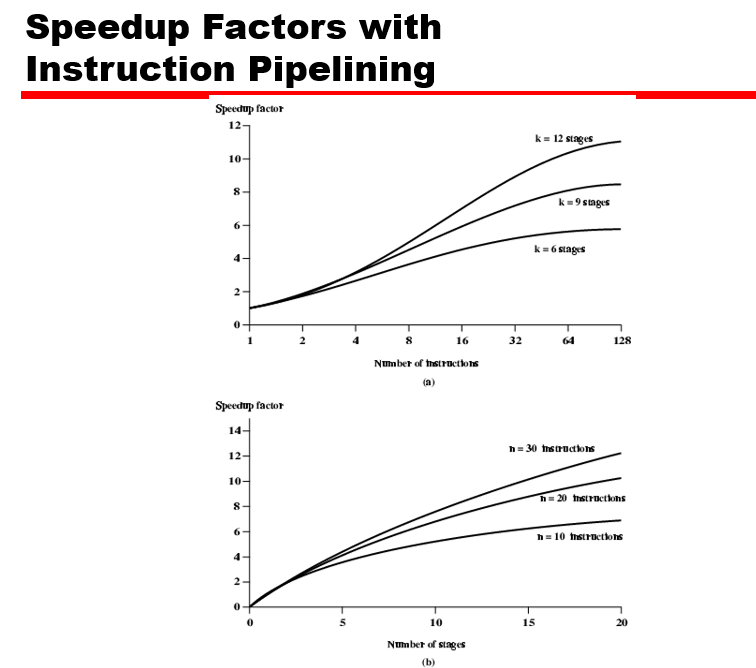 Speedup Factors with
Instruction Pipelining
Speedup factor
12
k = 12 stages
10
8
k = 9 stages
6
k = 6 stages
4
2
0
1 2 4 8 16 32 64 128
Number of instructions
(a)
Speedup factor
14
n = 30 instructions
12
10
n = 20 instructions
8
6
n = 10 instructions
4
2
0
0 5 10 15 20
Number of stages
(b)